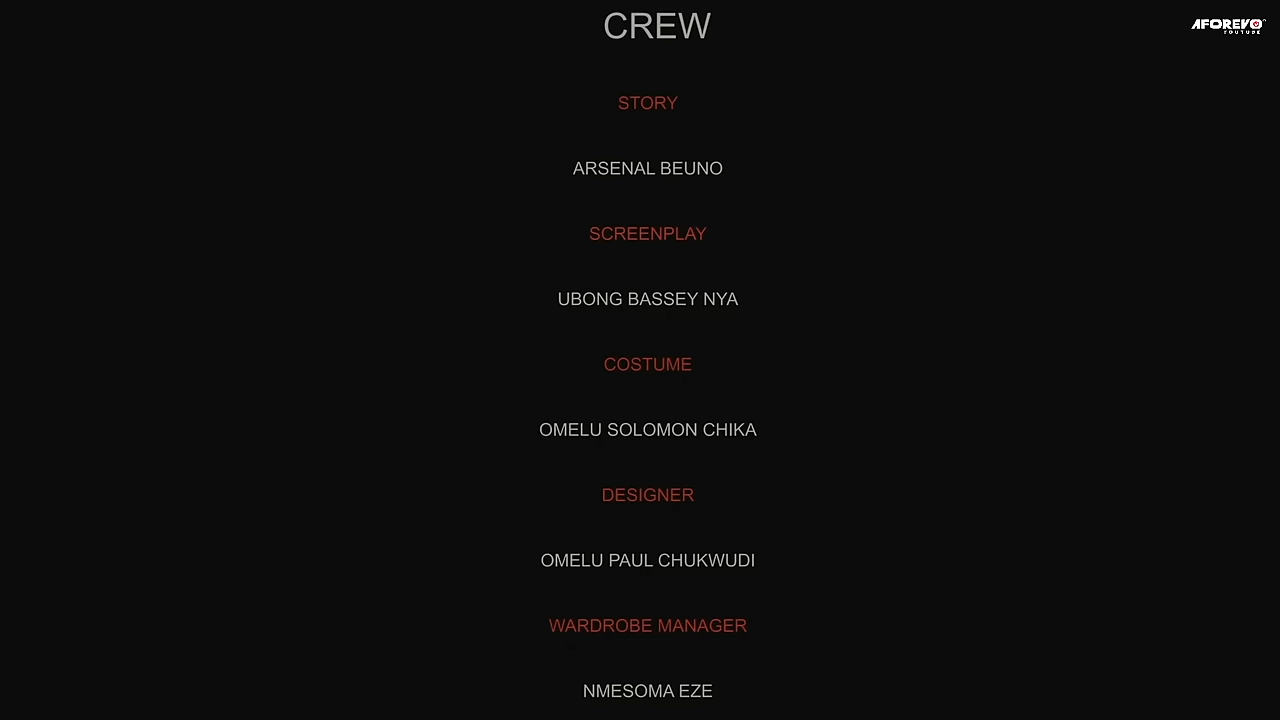 CREW
AFOREVO
YOUTUBE
STORY
ARSENAL BEUNO
SCREENPLAY
UBONG BASSEY NYA
COSTUME
OMELU SOLOMON CHIKA
DESIGNER
OMELU PAUL CHUKWUDI
WARDROBE MANAGER
NMESOMA EZE